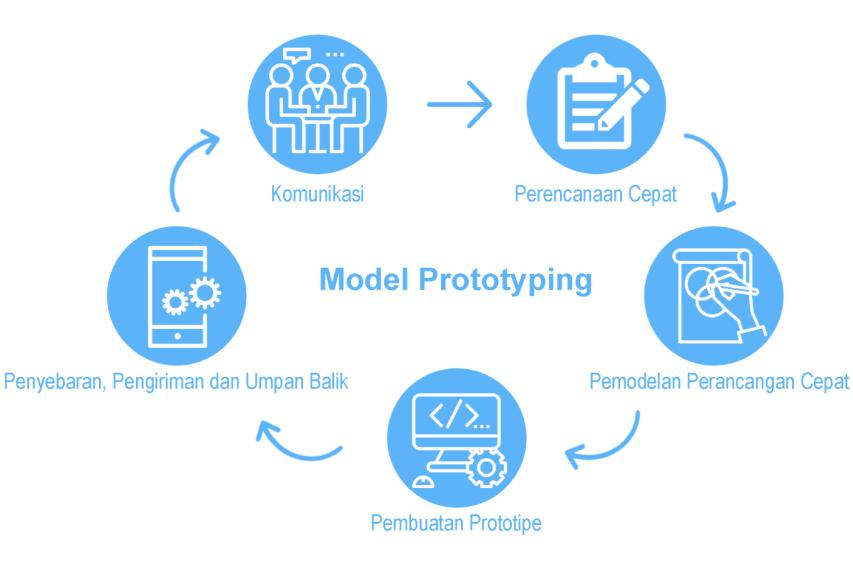 Komunikasi
Perencanaan Cepat
Model Prototyping
Penyebaran, Pengiriman dan Umpan Balik
Pemodelan Perancangan Cepat
</>...
Pembuatan Prototipe